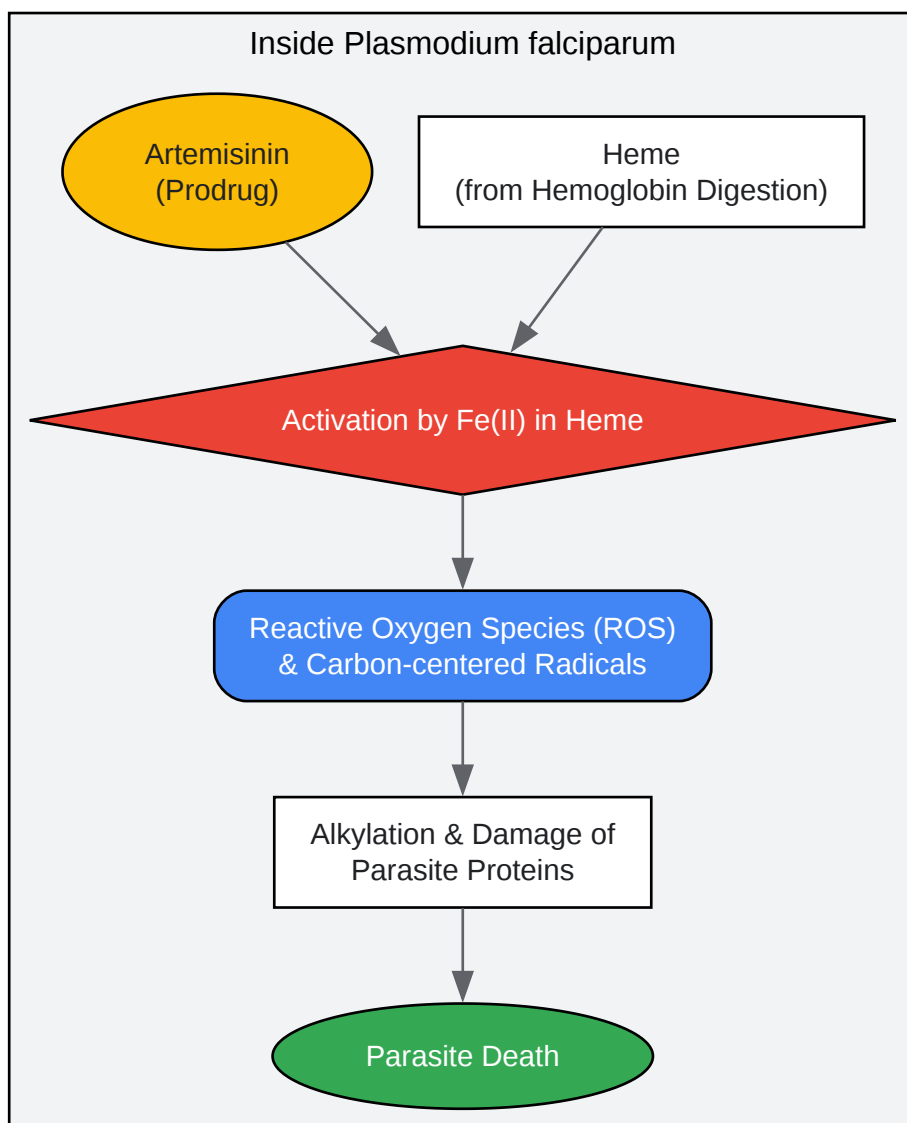 Inside Plasmodium falciparum
Artemisinin
(Prodrug)
Heme
(from Hemoglobin Digestion)
Activation by Fe(II) in Heme
Reactive Oxygen Species (ROS)
& Carbon-centered Radicals
Alkylation & Damage of
Parasite Proteins
Parasite Death